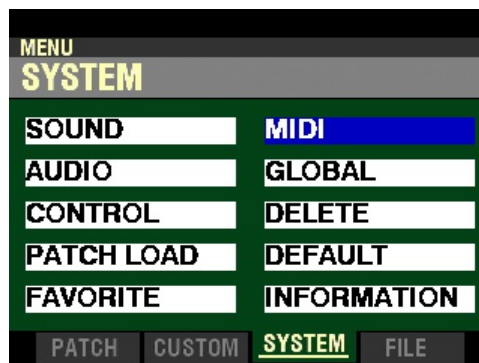 MENU
SYSTEM
SOUND
MIDI
AUDIO
GLOBAL
CONTROL
DELETE
PATCH LOAD
DEFAULT
FAVORITE
INFORMATION
PATCH CUSTOM SYSTEM FILE